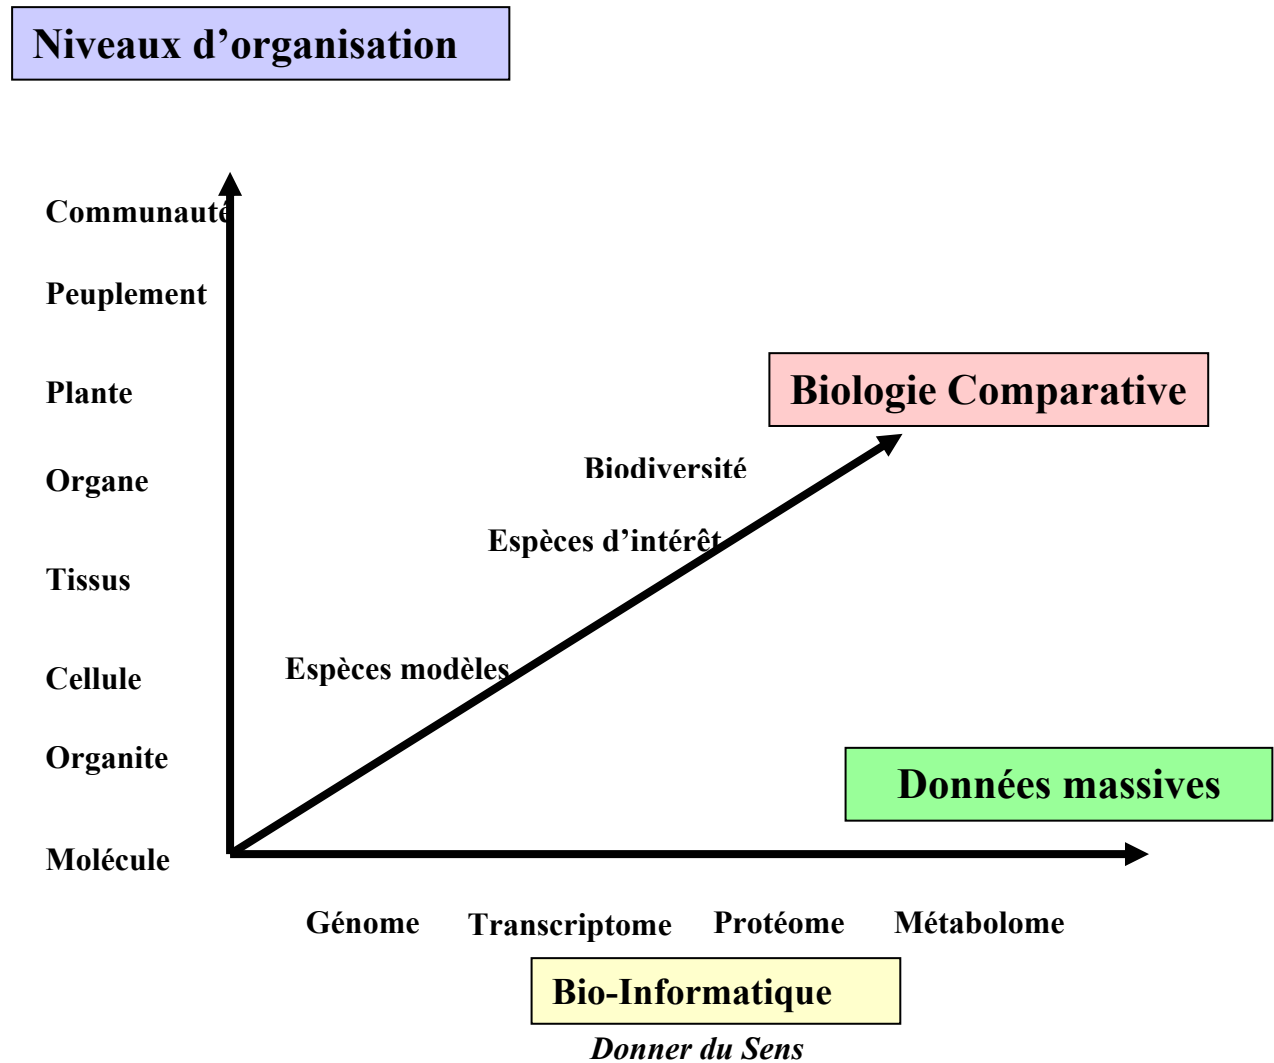 Niveaux d’organisation
Communauté
Peuplement
Plante
Biologie Comparative
Organe
Biodiversité
Espèces d’intérêt
Tissus
Espèces modèles
Cellule
Organite
Données massives
Molécule
Génome Transcriptome Protéome Métabolome
Bio-Informatique
Donner du Sens